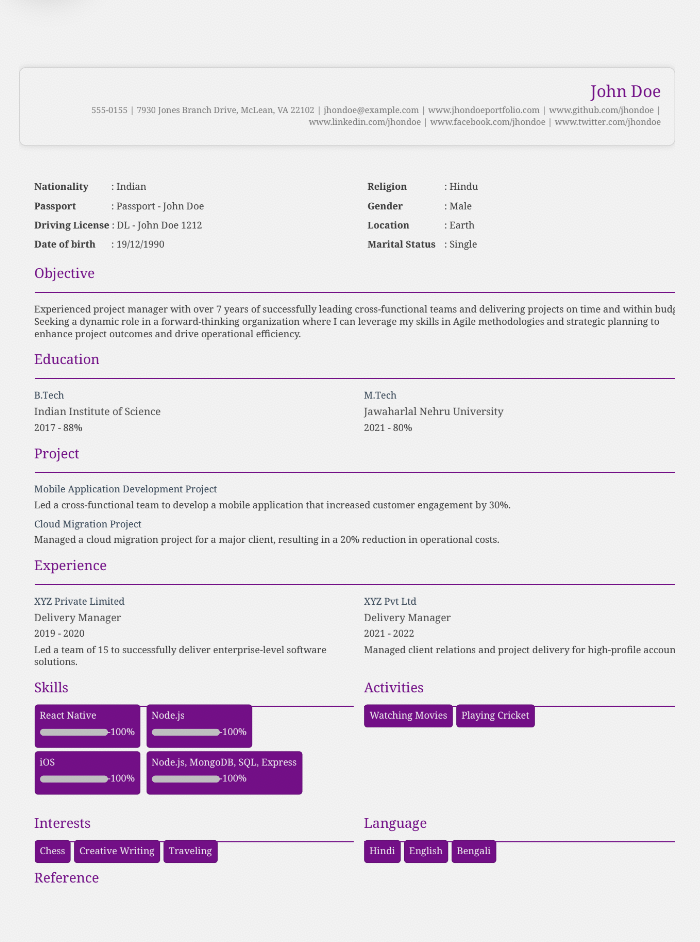 John Doe
555-0155 | 7930 Jones Branch Drive, McLean, VA 22102 | jhondoe@example.com | www.jhondoeportfolio.com | www.github.com/jhondoe |
www.linkedin.com/jhondoe | www.facebook.com/jhondoe | www.twitter.com/jhondoe
Nationality : Indian
Religion : Hindu
Passport : Passport - John Doe
Gender : Male
Driving License : DL - John Doe 1212
Location : Earth
Date of birth : 19/12/1990
Marital Status : Single
Objective
Experienced project manager with over 7 years of successfully leading cross-functional teams and delivering projects on time and within
Seeking a dynamic role in a forward-thinking organization where I can leverage my skills in Agile methodologies and strategic planning to
enhance project outcomes and drive operational efficiency.
Education
B.Tech
Indian Institute of Science
2017 - 88%
M.Tech
Jawaharlal Nehru University
2021 - 80%
Project
Mobile Application Development Project
Led a cross-functional team to develop a mobile application that increased customer engagement by 30%.
Cloud Migration Project
Managed a cloud migration project for a major client, resulting in a 20% reduction in operational costs.
Experience
XYZ Private Limited
Delivery Manager
2019 - 2020
Led a team of 15 to successfully deliver enterprise-level software
solutions.
XYZ Pvt Ltd
Delivery Manager
2021 - 2022
Managed client relations and project delivery for high-profile
Skills
React Native
100%
Node.js
100%
iOS
100%
Node.js, MongoDB, SQL, Express
100%
Activities
Watching Movies
Playing Cricket
Interests
Chess
Creative Writing
Traveling
Language
Hindi
English
Bengali
Reference